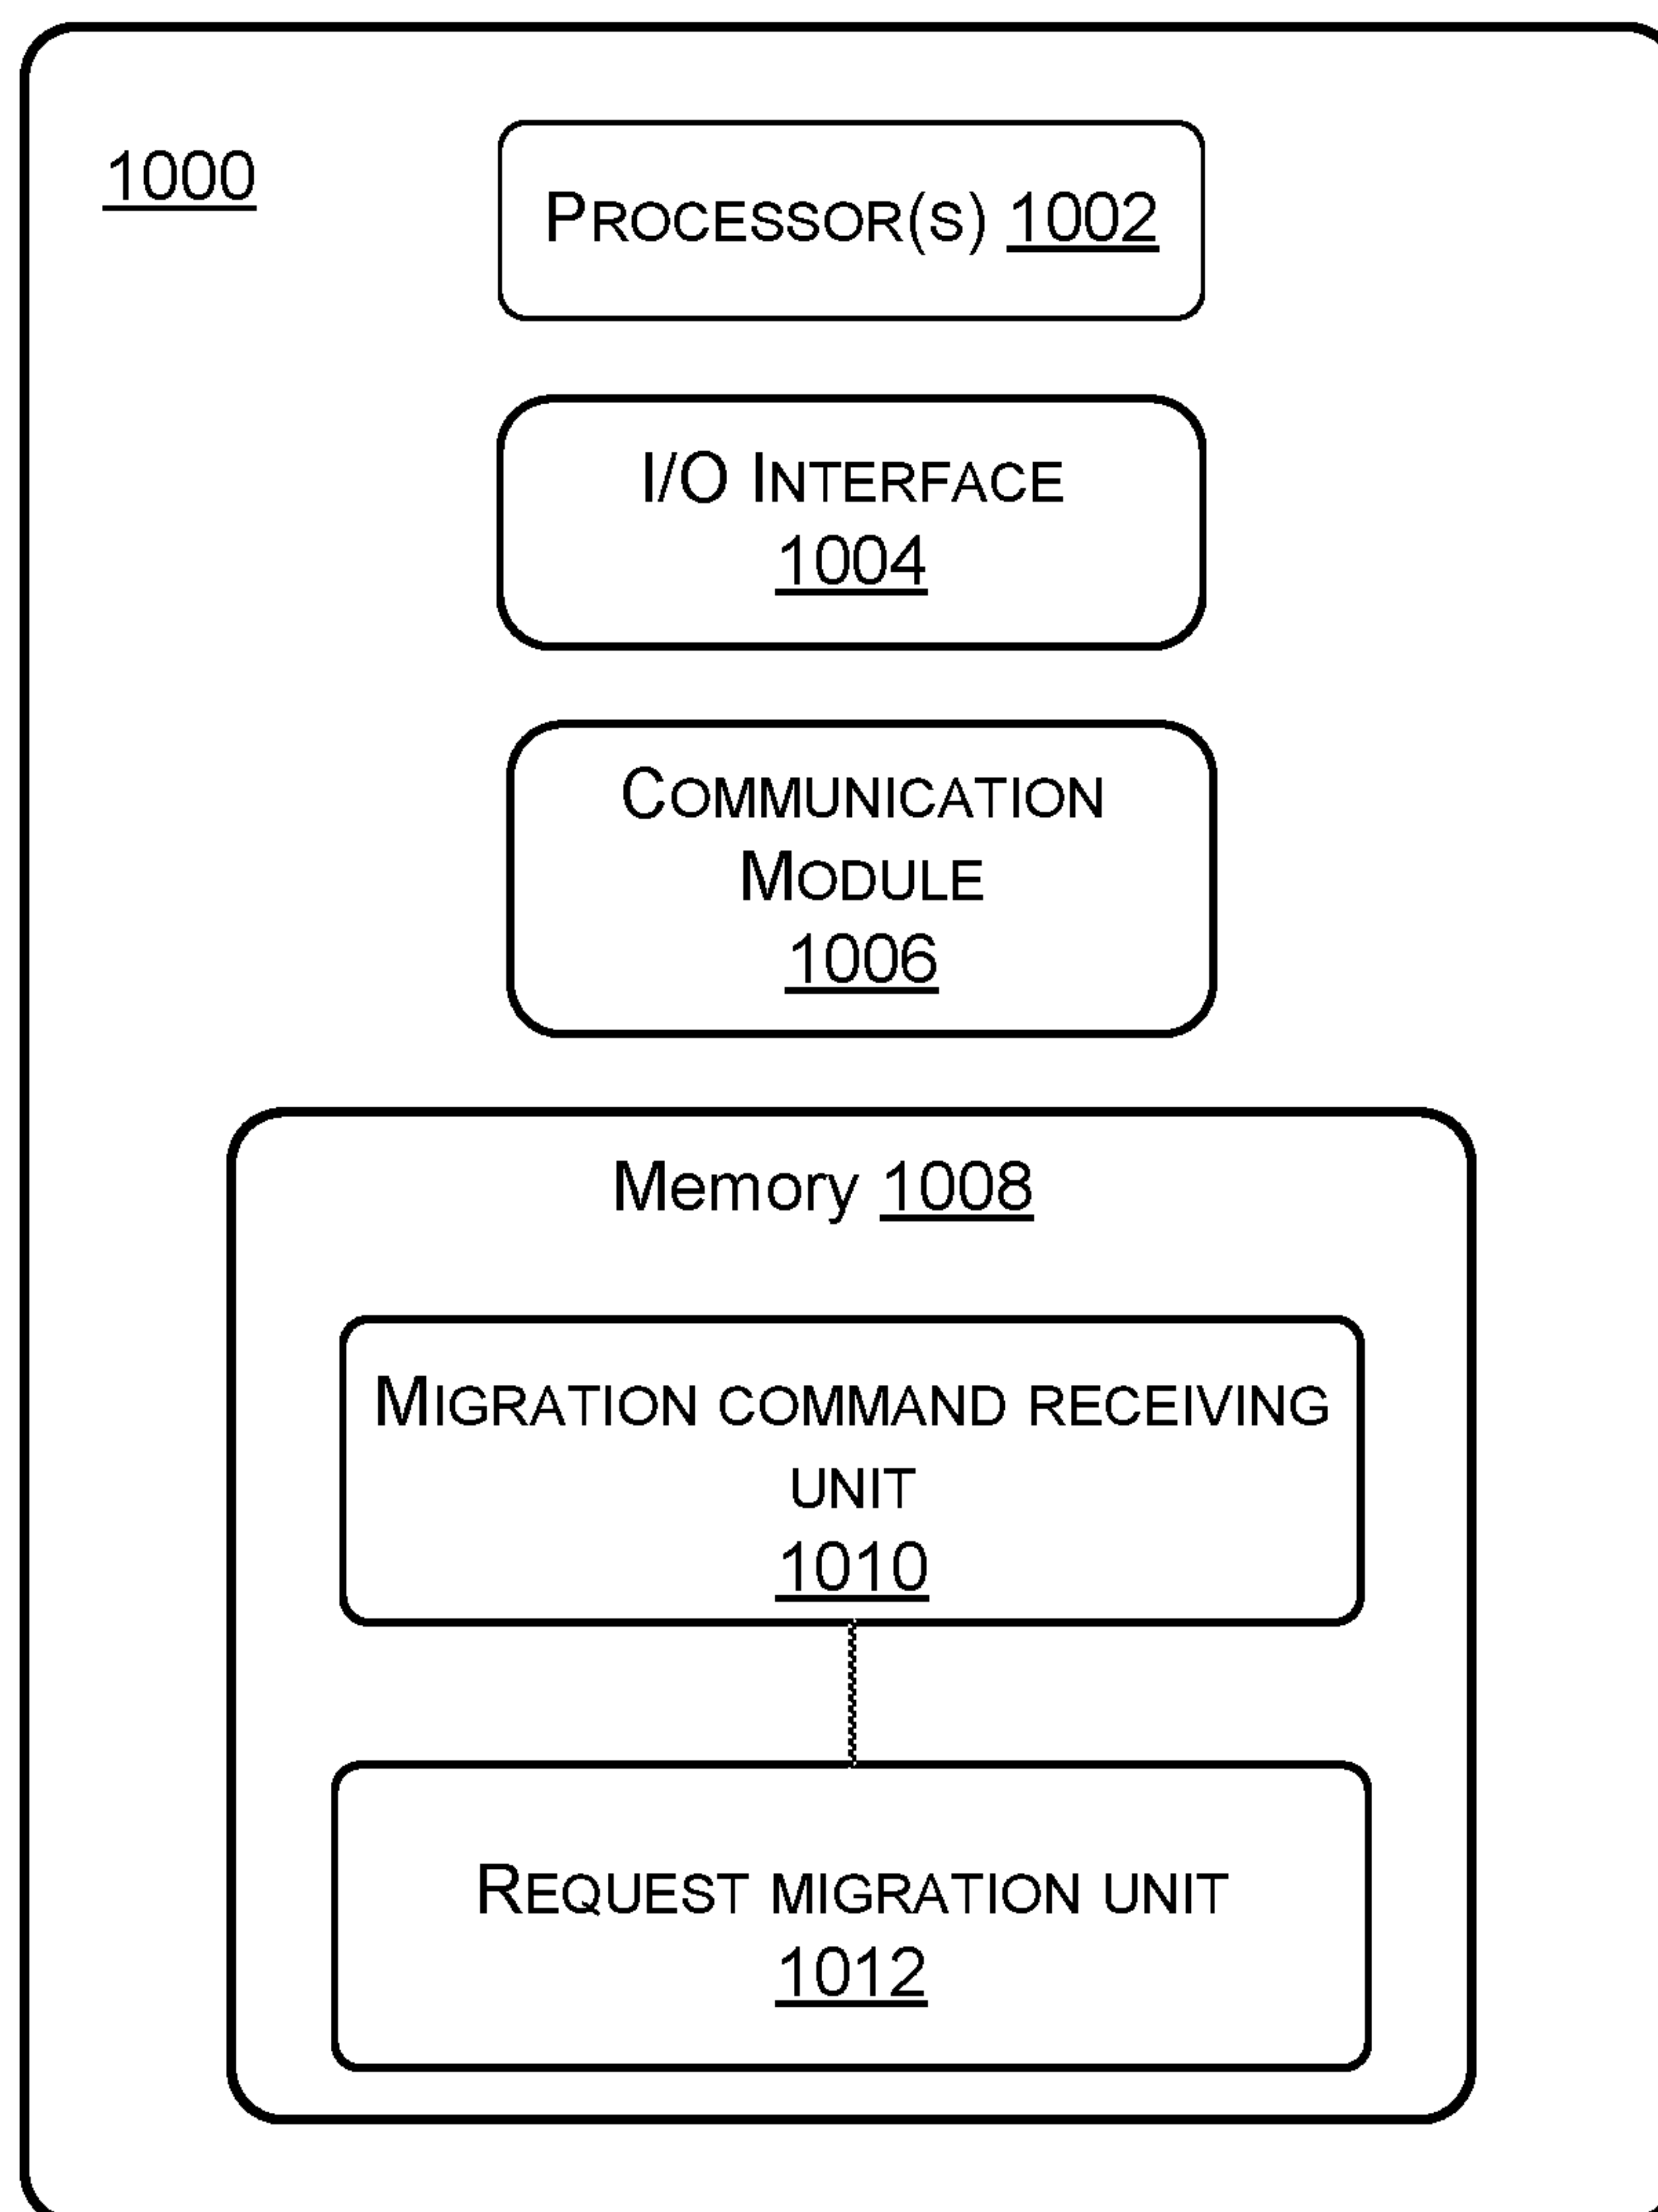 1000
PROCESSOR(S) 1002
I/O INTERFACE
1004
COMMUNICATION
MODULE
1006
Memory 1008
MIGRATION COMMAND RECEIVING
UNIT
1010
REQUEST MIGRATION UNIT
1012